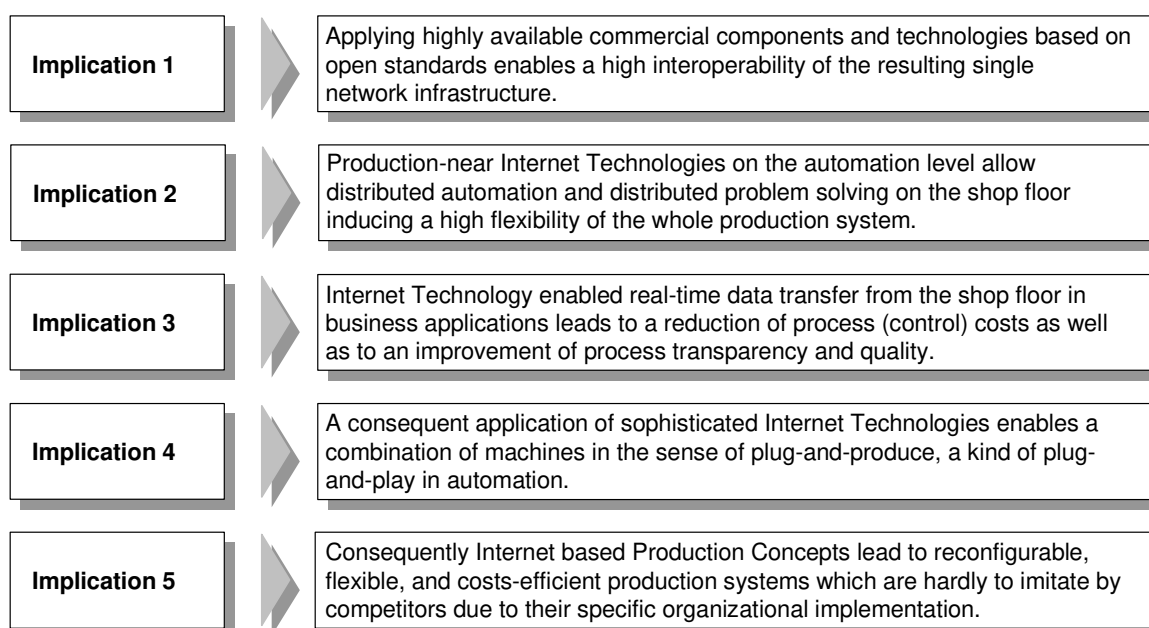 Implication 1
Applying highly available commercial components and technologies based on
open standards enables a high interoperability of the resulting single
network infrastructure.
Implication 2
Production-near Internet Technologies on the automation level allow
distributed automation and distributed problem solving on the shop floor
inducing a high flexibility of the whole production system.
Implication 3
Internet Technology enabled real-time data transfer from the shop floor in
business applications leads to a reduction of process (control) costs as well
as to an improvement of process transparency and quality.
Implication 4
A consequent application of sophisticated Internet Technologies enables a
combination of machines in the sense of plug-and-produce, a kind of plug-
and-play in automation.
Implication 5
Consequently Internet based Production Concepts lead to reconfigurable,
flexible, and costs-efficient production systems which are hardly to imitate by
competitors due to their specific organizational implementation.